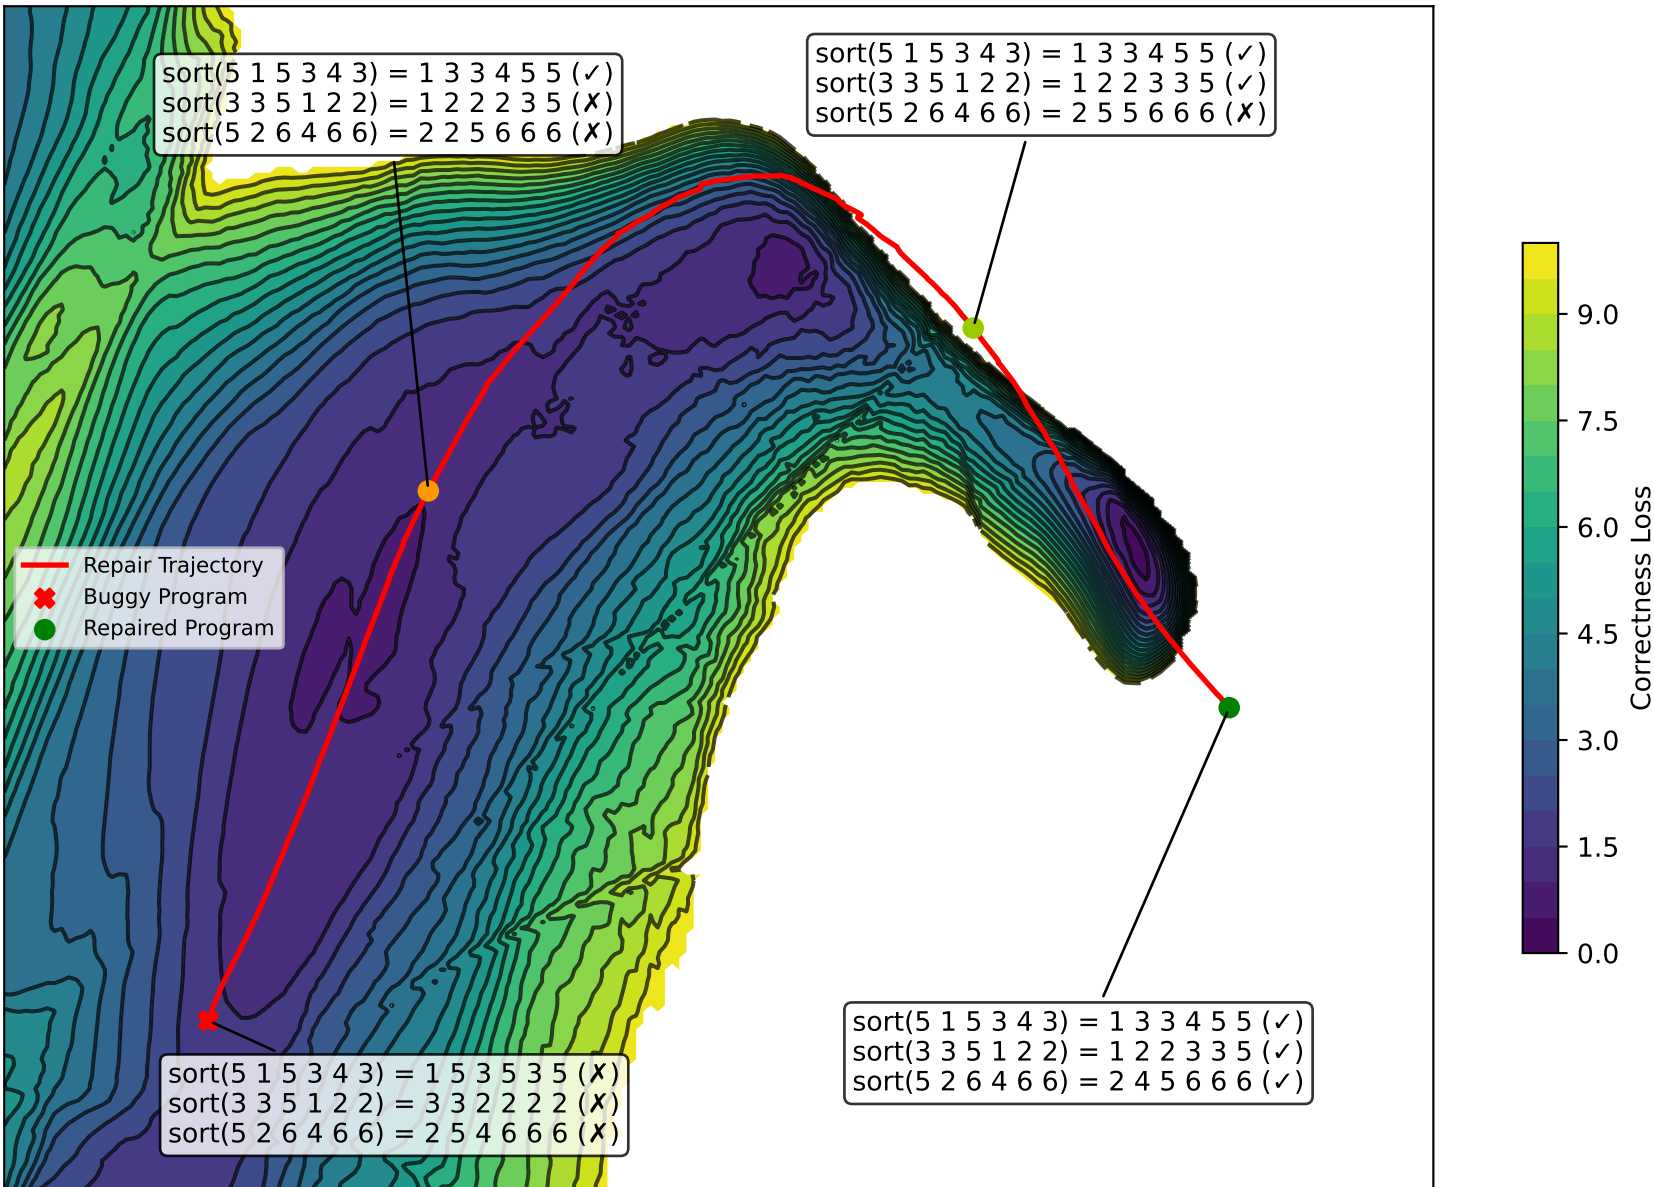 sort(5 1 5 3 4 3) = 1 3 3 4 5 5 (✓)
sort(3 3 5 1 2 2) = 1 2 2 2 3 5 (✗)
sort(5 2 6 4 6 6) = 2 2 5 6 6 6 (✗)
sort(5 1 5 3 4 3) = 1 3 3 4 5 5 (✓)
sort(3 3 5 1 2 2) = 1 2 2 3 3 5 (✓)
sort(5 2 6 4 6 6) = 2 5 5 6 6 6 (✗)
Repair Trajectory
Buggy Program
Repaired Program
sort(5 1 5 3 4 3) = 1 5 3 5 3 5 (✗)
sort(3 3 5 1 2 2) = 3 3 2 2 2 2 (✗)
sort(5 2 6 4 6 6) = 2 5 4 6 6 6 (✗)
sort(5 1 5 3 4 3) = 1 3 3 4 5 5 (✓)
sort(3 3 5 1 2 2) = 1 2 2 3 3 5 (✓)
sort(5 2 6 4 6 6) = 2 4 5 6 6 6 (✓)
9.0
7.5
6.0
4.5
3.0
1.5
0.0
Correctness Loss